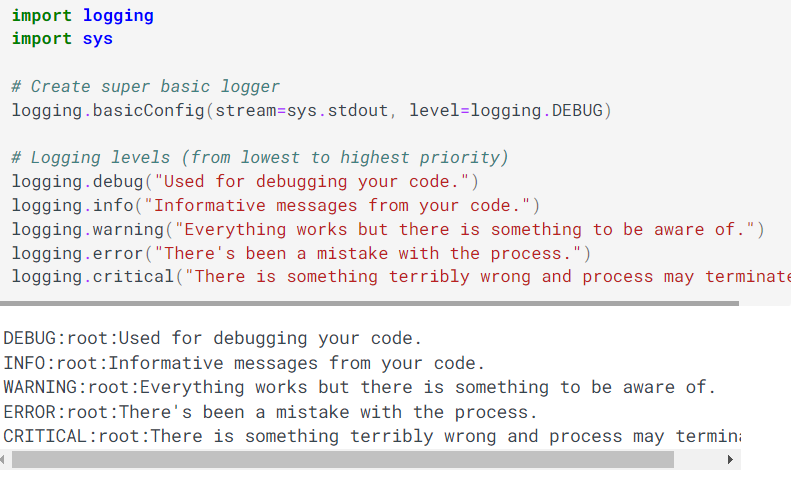 import logging
import sys
# Create super basic logger
logging.basicConfig(stream=sys.stdout, level=logging.DEBUG)
# Logging levels (from lowest to highest priority)
logging.debug("Used for debugging your code.")
logging.info("Informative messages from your code.")
logging.warning("Everything works but there is something to be aware of.")
logging.error("There's been a mistake with the process.")
logging.critical("There is something terribly wrong and process may terminate
DEBUG:root:Used for debugging your code.
INFO:root:Informative messages from your code.
WARNING:root:Everything works but there is something to be aware of.
ERROR:root:There's been a mistake with the process.
CRITICAL:root:There is something terribly wrong and process may